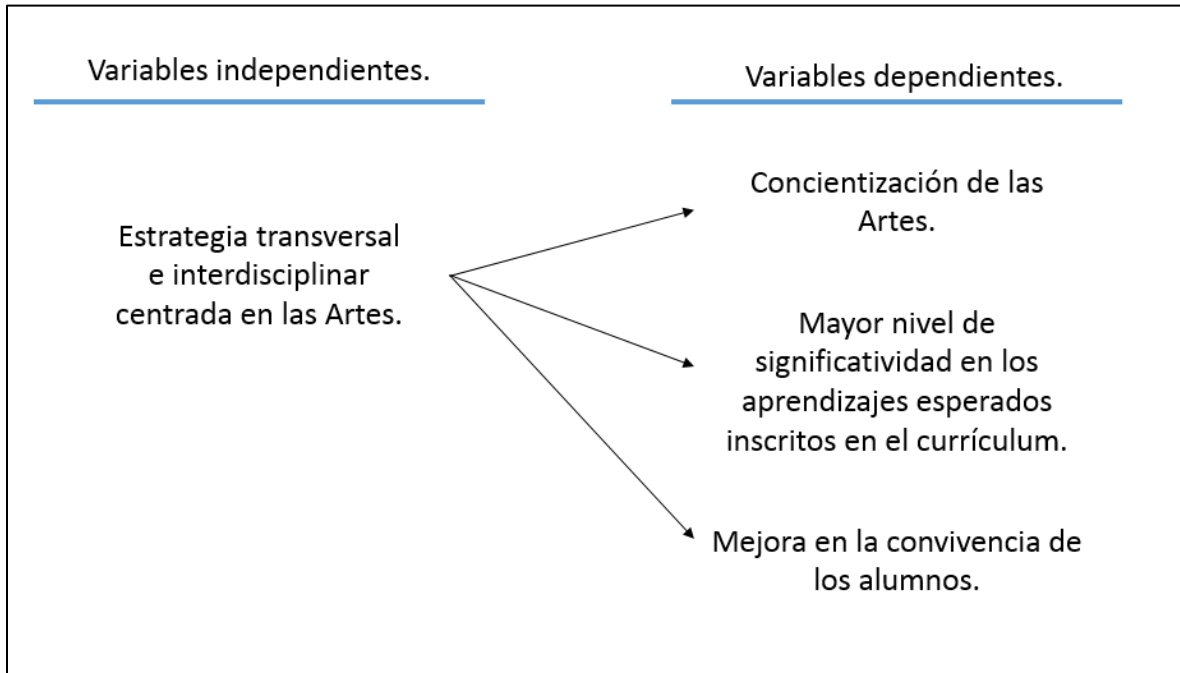 Variables independientes.
Variables dependientes.
Estrategia transversal
e interdisciplinar
centrada en las Artes.
Concientización de las
Artes.
Mayor nivel de
significatividad en los
aprendizajes esperados
inscritos en el currículum.
Mejora en la convivencia de
los alumnos.